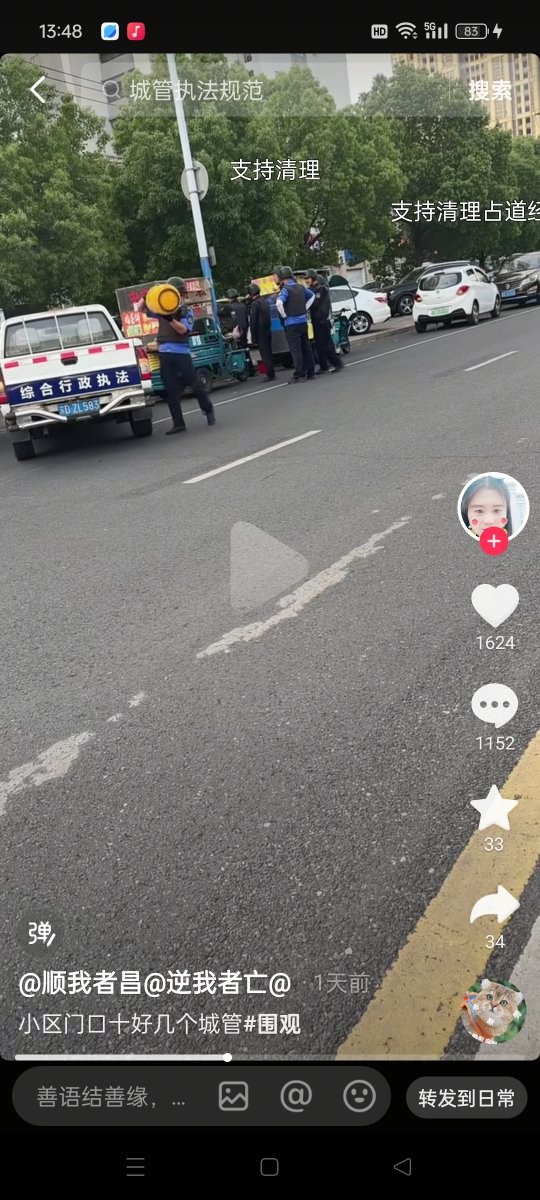 13:48
HD
5G
83
城管执法规范
搜索
支持清理
支持清理占道经
综合行政执法
苏D ZL583
1624
1152
33
34
弹
@顺我者昌@逆我者亡@
1天前
小区门口十好几个城管#围观
善语结善缘，...
转发到日常